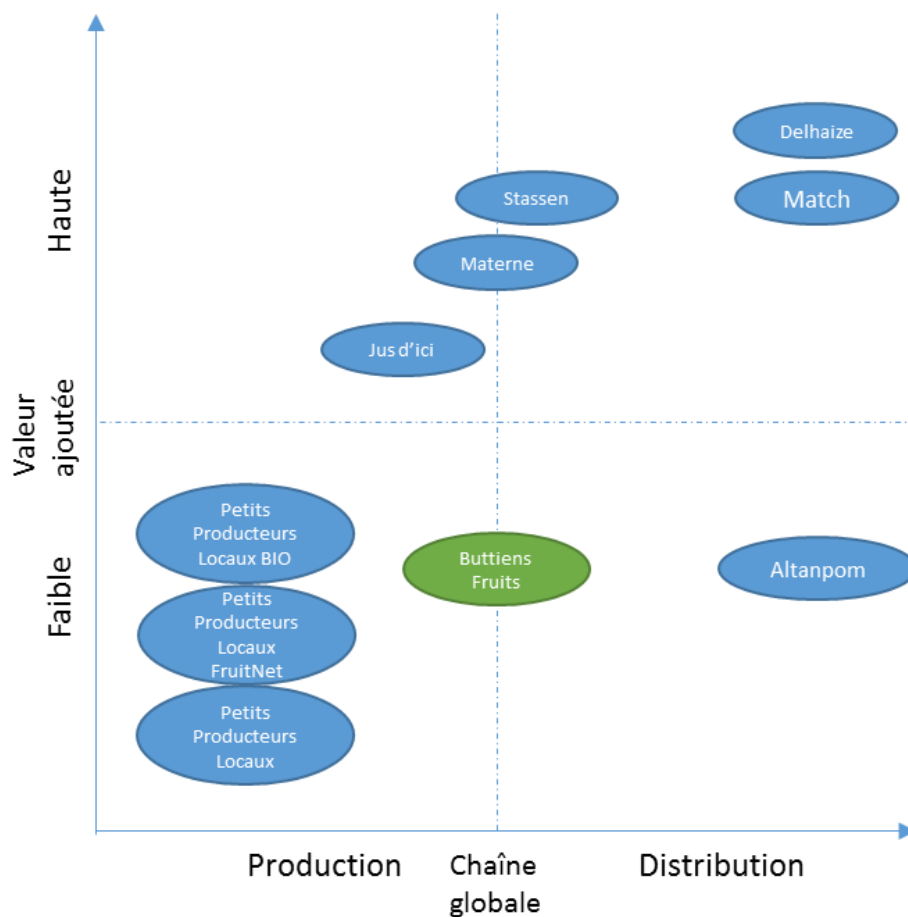 Delhaize
Stassen
Match
Haute
Materne
Jus d'ici
Valeur
ajoutée
Petits
Producteurs
Locaux BIO
Buttiens
Fruits
Altanpom
Faible
Petits
Producteurs
Locaux
FruitNet
Petits
Producteurs
Locaux
Production
Chaîne
globale
Distribution